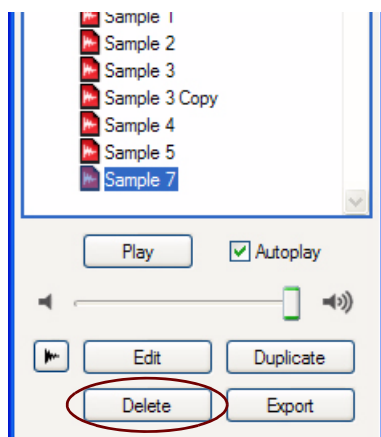 Sample 1
Sample 2
Sample 3
Sample 3 Copy
Sample 4
Sample 5
Sample 7
Play Autoplay
Edit Duplicate
Delete Export